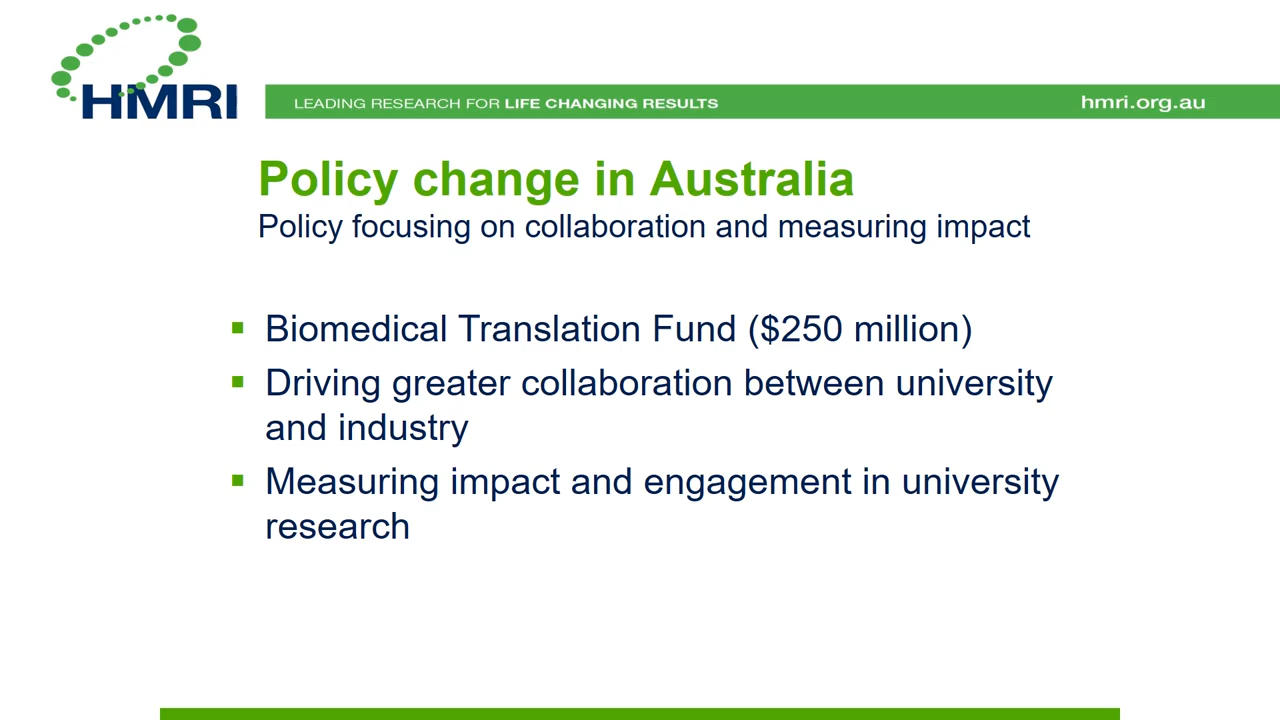 HMRI
LEADING RESEARCH FOR LIFE CHANGING RESULTS
hmri.org.au
Policy change in Australia
Policy focusing on collaboration and measuring impact
▪ Biomedical Translation Fund ($250 million)
▪ Driving greater collaboration between university
and industry
▪ Measuring impact and engagement in university
research